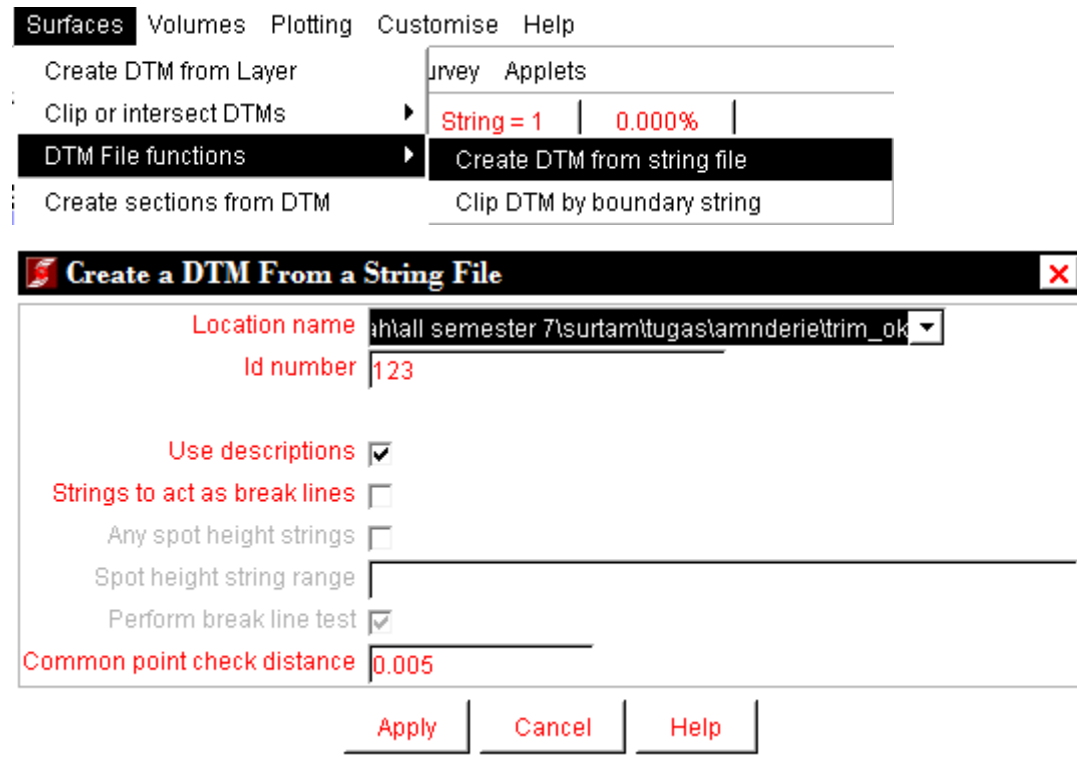 Surfaces Volumes Plotting Customise Help
Create DTM from Layer
urvey Applets
Clip or intersect DTMs
String = 1 0.000%
DTM File functions
Create DTM from string file
Create sections from DTM
Clip DTM by boundary string
Create a DTM From a String File
Location name ah\all semester 7\surtam\tugas\amnderie\trim_ok
Id number 123
Use descriptions
Strings to act as break lines
Any spot height strings
Spot height string range
Perform break line test
Common point check distance 0.005
Apply Cancel Help